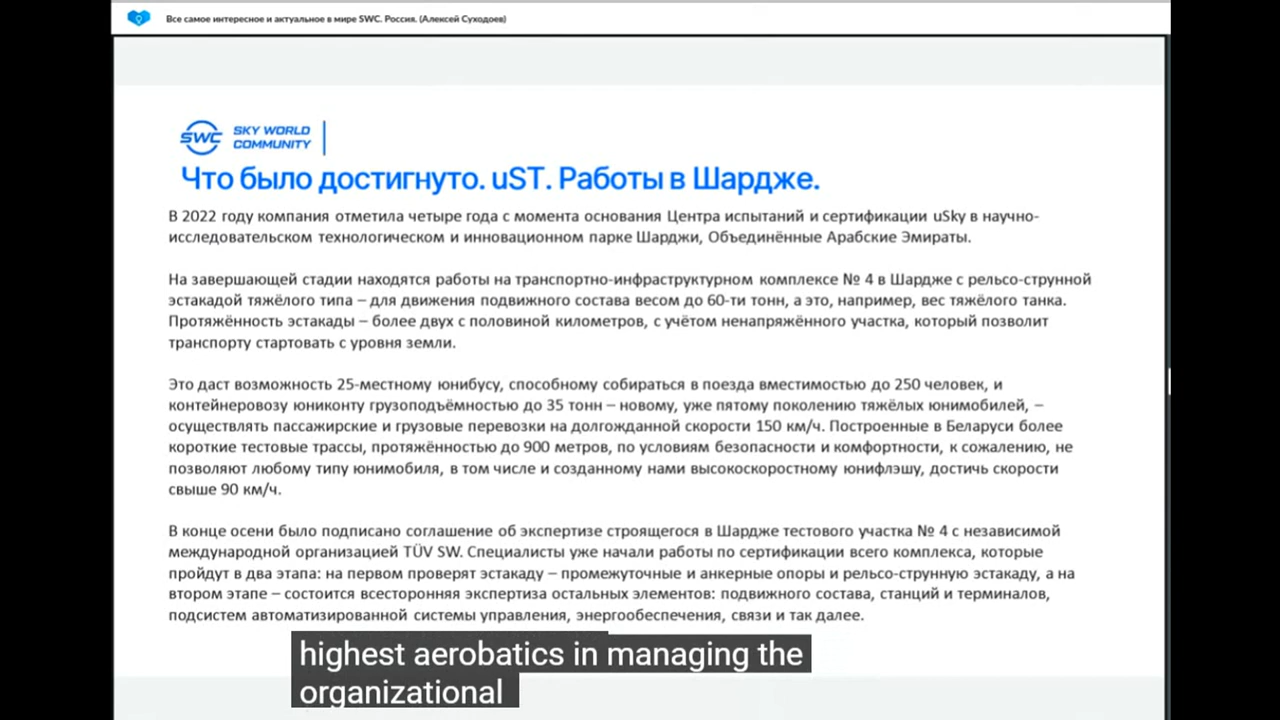 Все самое интересное и актуальное в мире SWC. Россия. (Алексей Суходоев)
SWC
SKY WORLD
COMMUNITY
Что было достигнуто. uST. Работы в Шардже.
В 2022 году компания отметила четыре года с момента основания Центра испытаний и сертификации uSky в научно-
исследовательском технологическом и инновационном парке Шарджи, Объединённые Арабские Эмираты.
На завершающей стадии находятся работы на транспортно-инфраструктурном комплексе № 4 в Шардже с рельсо-струнной
эстакадой тяжёлого типа – для движения подвижного состава весом до 60-ти тонн, а это, например, вес тяжёлого танка.
Протяжённость эстакады – более двух с половиной километров, с учётом ненапряжённого участка, который позволит
транспорту стартовать с уровня земли.
Это даст возможность 25-местному юнибусу, способному собираться в поезда вместимостью до 250 человек, и
контейнеровозу юниконту грузоподъёмностью до 35 тонн – новому, уже пятому поколению тяжёлых юнимобилей, –
осуществлять пассажирские и грузовые перевозки на долгожданной скорости 150 км/ч. Построенные в Беларуси более
короткие тестовые трассы, протяжённостью до 900 метров, по условиям безопасности и комфортности, к сожалению, не
позволяют любому типу юнимобиля, в том числе и созданному нами высокоскоростному юнифлэшу, достичь скорости
свыше 90 км/ч.
В конце осени было подписано соглашение об экспертизе строящегося в Шардже тестового участка № 4 с независимой
международной организацией TÜV SW. Специалисты уже начали работы по сертификации всего комплекса, которые
пройдут в два этапа: на первом проверят эстакаду – промежуточные и анкерные опоры и рельсо-струнную эстакаду, а на
втором этапе – состоится всесторонняя экспертиза остальных элементов: подвижного состава, станций и терминалов,
подсистем автоматизированной системы управления, энергообеспечения, связи и так далее.
highest aerobatics in managing the
organizational